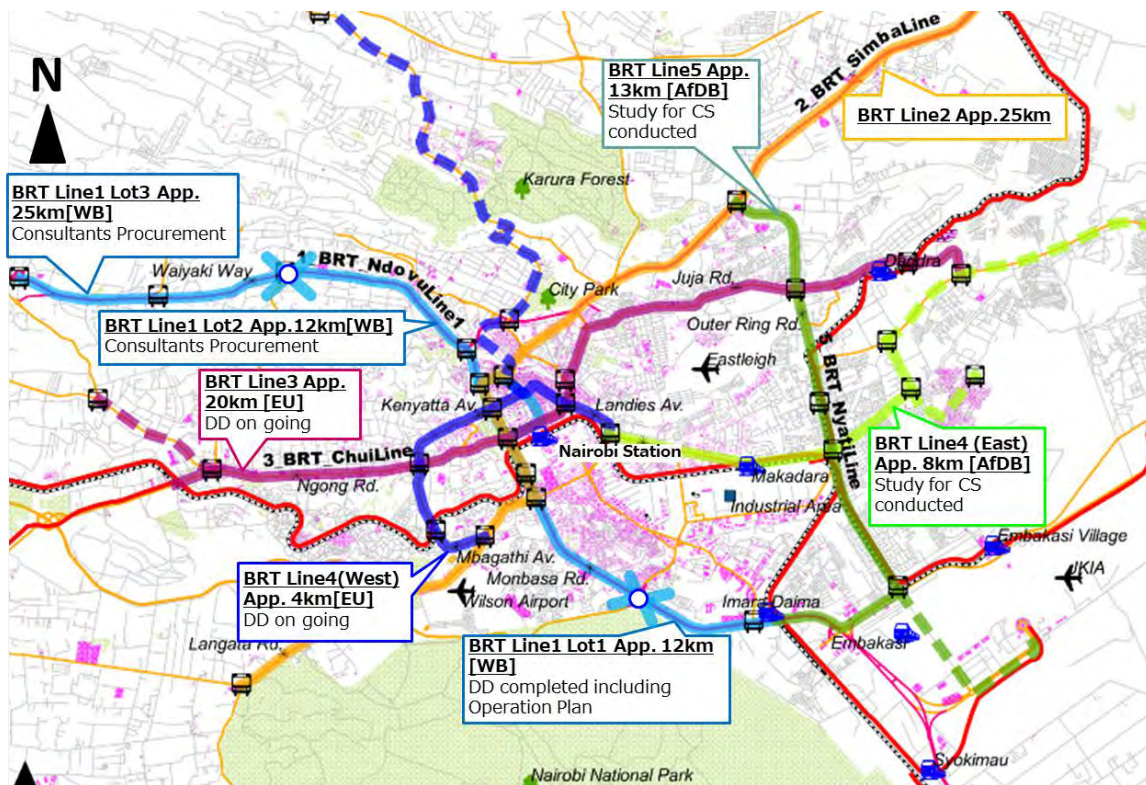 N
2_BRT_SimbaLine
BRT Line5 App.
13km [AfDB]
Study for CS
conducted
BRT Line2 App.25km
Karura Forest
BRT Line1 Lot3 App.
25km[WB]
Consultants Procurement
Waiyaki Way
1_BRT_NdovuLine1
City Park
Juja Rd.
Dandra
BRT Line1 Lot2 App.12km[WB]
Consultants Procurement
Outer Ring Rd.
Eastleigh
BRT Line3 App.
20km [EU]
DD on going
Kenyatta Av.
Landies Av.
5_BRT_NyatiLine
3_BRT_ChuiLine
Nairobi Station
BRT Line4 (East)
App. 8km [AfDB]
Study for CS
conducted
Ngong Rd.
Makadara
Industrial Area
Embakasi Village
Mbagathi Av.
JKIA
BRT Line4(West)
App. 4km[EU]
DD on going
Monbasa Rd.
Wilson Airport
Imara Daima
Langata Rd.
BRT Line1 Lot1 App. 12km
[WB]
DD completed including
Operation Plan
Embakasi
Syokimau
Nairobi National Park